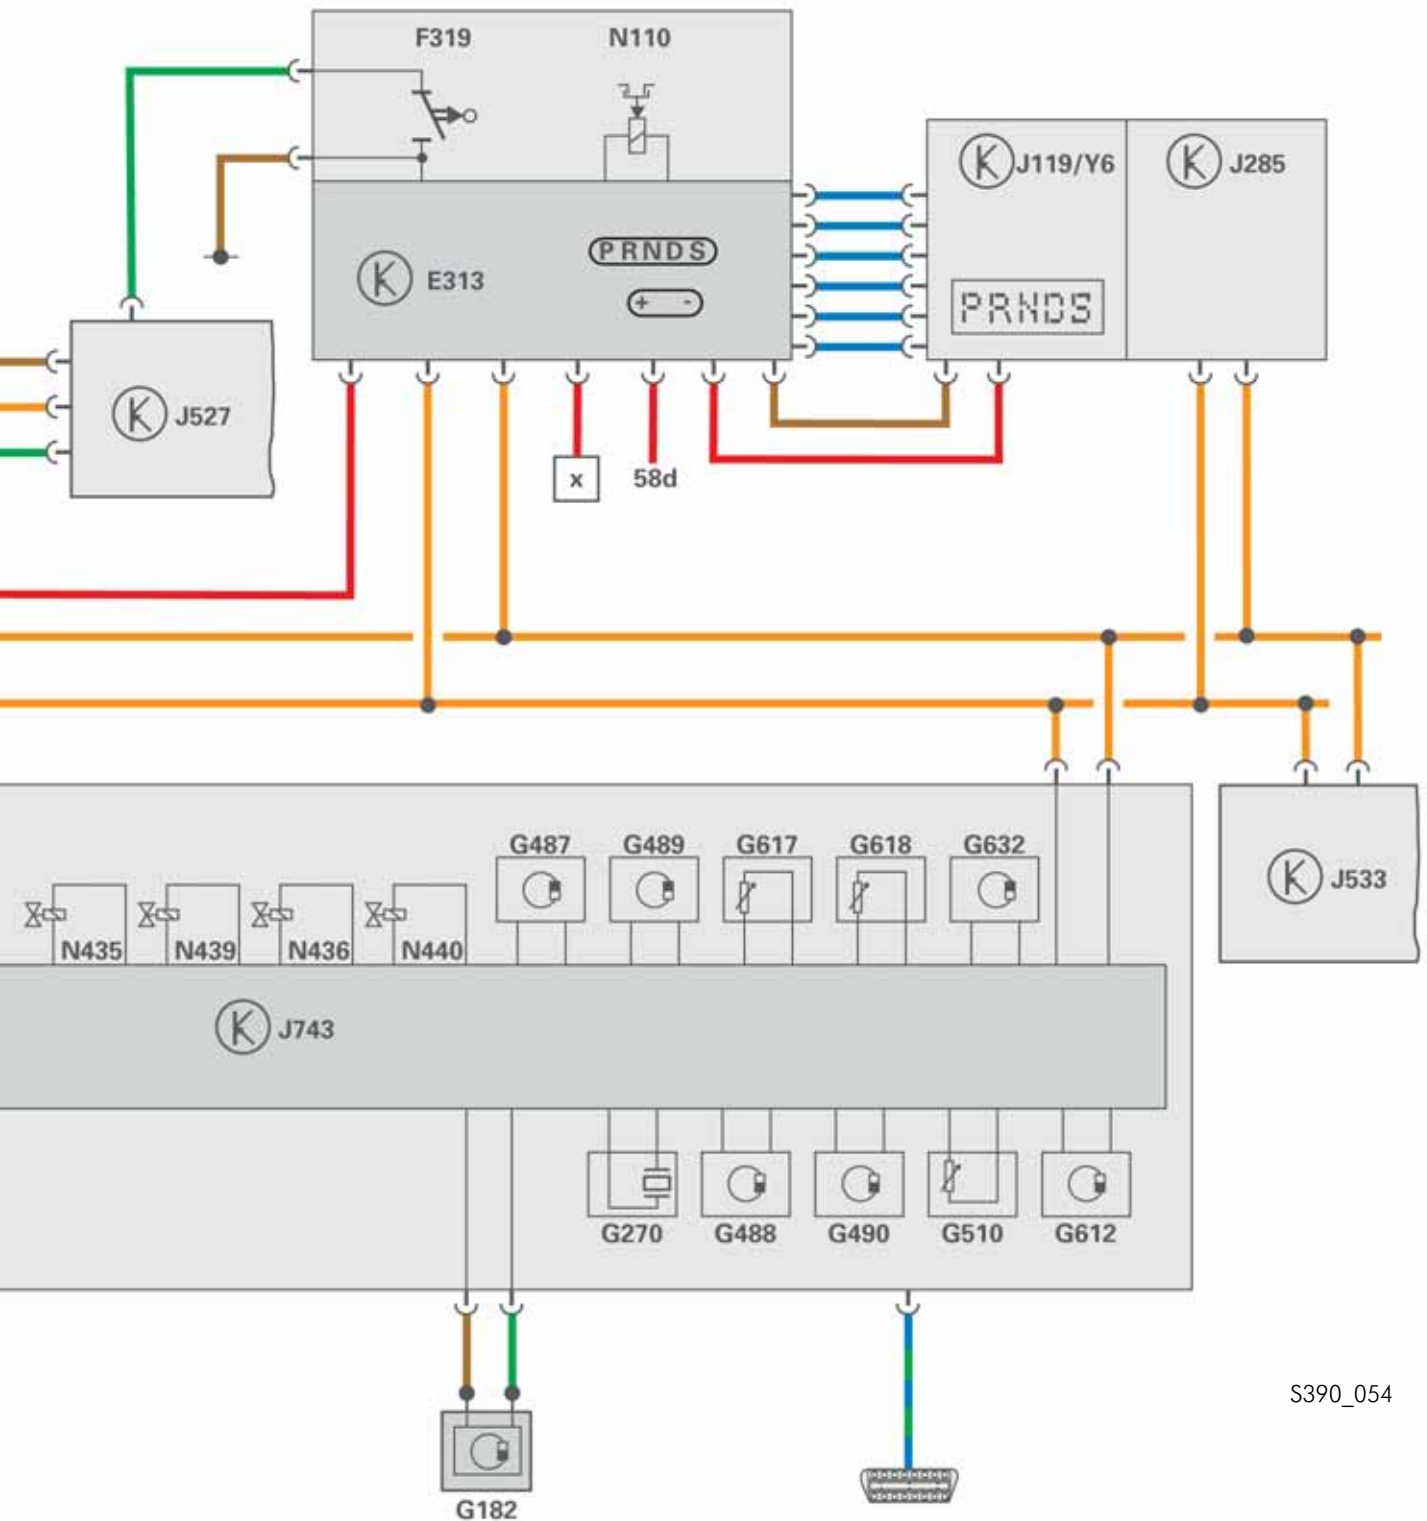 F319 N110
J119/Y6 J285
PRNDS
E313
+ -
PRNDS
J527
x 58d
G487 G489 G617 G618 G632
J533
N435 N439 N436 N440
J743
G270 G488 G490 G510 G612
S390_054
G182